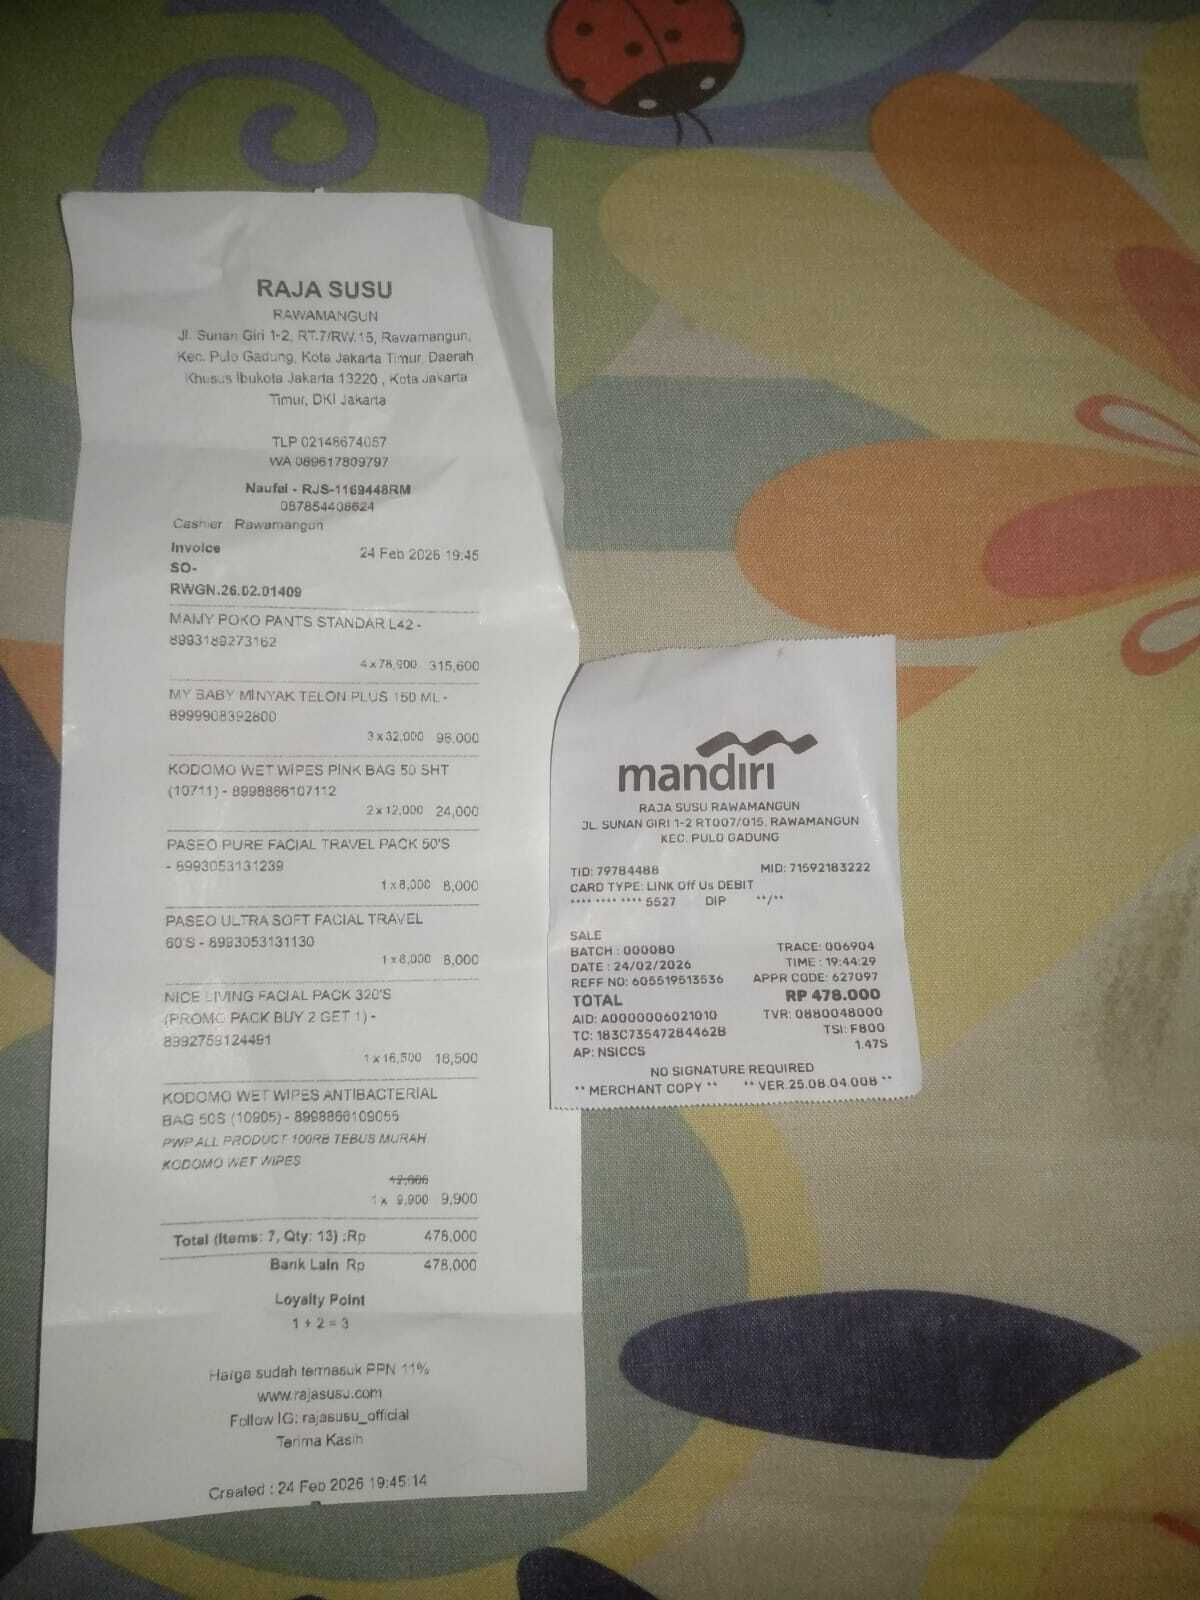 RAJA SUSU
RAWAMANGUN
Jl. Sunan Giri 1-2, RT.7/RW.15, Rawamangun,
Kec. Pulo Gadung, Kota Jakarta Timur, Daerah
Khusus Ibukota Jakarta 13220 , Kota Jakarta
Timur, DKI Jakarta
TLP 02148674057
WA 089617809797
Naufal - RJS-1169448RM
087854408624
Cashier : Rawamangun
Invoice 24 Feb 2026 19:45
SO-
RWGN.26.02.01409
MAMY POKO PANTS STANDAR L42 -
8993189273162
4 x 78,900 315,600
MY BABY MINYAK TELON PLUS 150 ML -
8999908392800
3 x 32,000 96,000
KODOMO WET WIPES PINK BAG 50 SHT
(10711) - 8998866107112
2 x 12,000 24,000
PASEO PURE FACIAL TRAVEL PACK 50'S
- 8993053131239
1 x 8,000 8,000
PASEO ULTRA SOFT FACIAL TRAVEL
60'S - 8993053131130
1 x 8,000 8,000
NICE LIVING FACIAL PACK 320'S
(PROMO PACK BUY 2 GET 1) -
8992759124491
1 x 16,500 16,500
KODOMO WET WIPES ANTIBACTERIAL
BAG 50S (10905) - 8998866109055
PWP ALL PRODUCT 100RB TEBUS MURAH
KODOMO WET WIPES
1 x 9,900 9,900
Total (Items: 7, Qty: 13) :Rp 478,000
Bank Lain Rp 478,000
Loyalty Point
1 + 2 = 3
Harga sudah termasuk PPN 11%
www.rajasusu.com
Follow IG: rajasusu_official
Terima Kasih
Created : 24 Feb 2026 19:45:14
mandiri
RAJA SUSU RAWAMANGUN
JL. SUNAN GIRI 1-2 RT007/015, RAWAMANGUN
KEC. PULO GADUNG
TID: 79784488 MID: 71592183222
CARD TYPE: LINK Off Us DEBIT
**** **** **** 5527 DIP **/**
SALE
BATCH : 000080 TRACE: 006904
DATE : 24/02/2026 TIME : 19:44:29
REFF NO: 605519513536 APPR CODE: 627097
TOTAL RP 478.000
AID: A0000006021010 TVR: 0880048000
TC: 183C73547284462B TSI: F800
AP: NSICCS 1.47S
NO SIGNATURE REQUIRED
** MERCHANT COPY ** ** VER.25.08.04.00B **